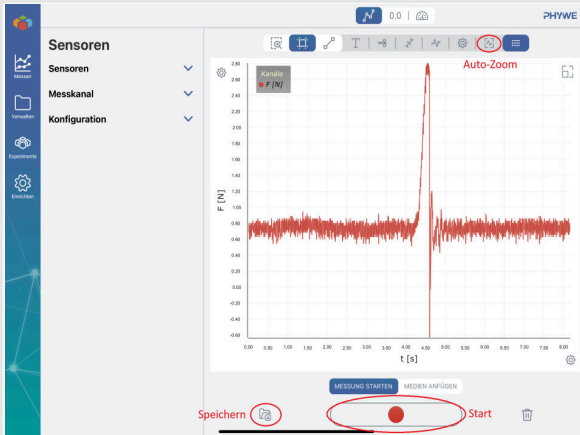 0.0
PHYWE
Sensoren
Sensoren
Messkanal
Konfiguration
Messen
Verwalten
Experimente
Einrichten
T
Auto-Zoom
Kanäle
F [N]
2.80
2.60
2.40
2.20
2.00
1.80
1.60
1.40
1.20
1.00
0.80
0.60
0.40
0.20
0.00
-0.20
-0.40
-0.60
F [N]
0.00 0.50 1.00 1.50 2.00 2.50 3.00 3.50 4.00 4.50 5.00 5.50 6.00 6.50 7.00 7.50 8.00
t [s]
MESSUNG STARTEN MEDIEN ANFÜGEN
Speichern
Start